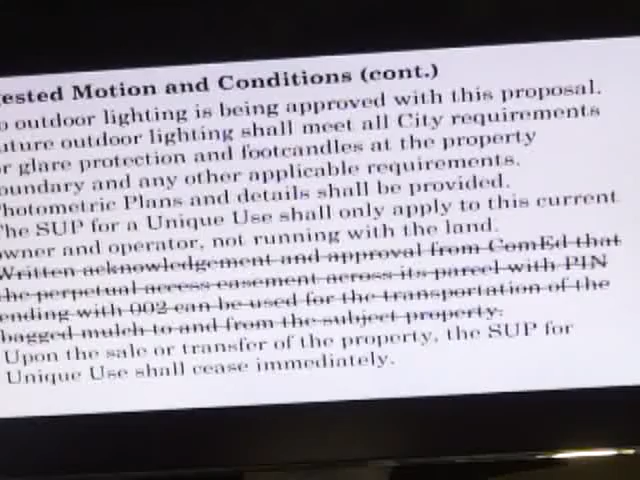 ested Motion and Conditions (cont.)
o outdoor lighting is being approved with this proposal.
uture outdoor lighting shall meet all City requirements
or glare protection and footcandles at the property
oundary and any other applicable requirements.
hotometric Plans and details shall be provided.
The SUP for a Unique Use shall only apply to this current
owner and operator, not running with the land.
Written acknowledgement and approval from ComEd that
the perpetual access easement across its parcel with PIN
ending with 002 can be used for the transportation of the
bagged mulch to and from the subject property.
Upon the sale or transfer of the property, the SUP for
Unique Use shall cease immediately.